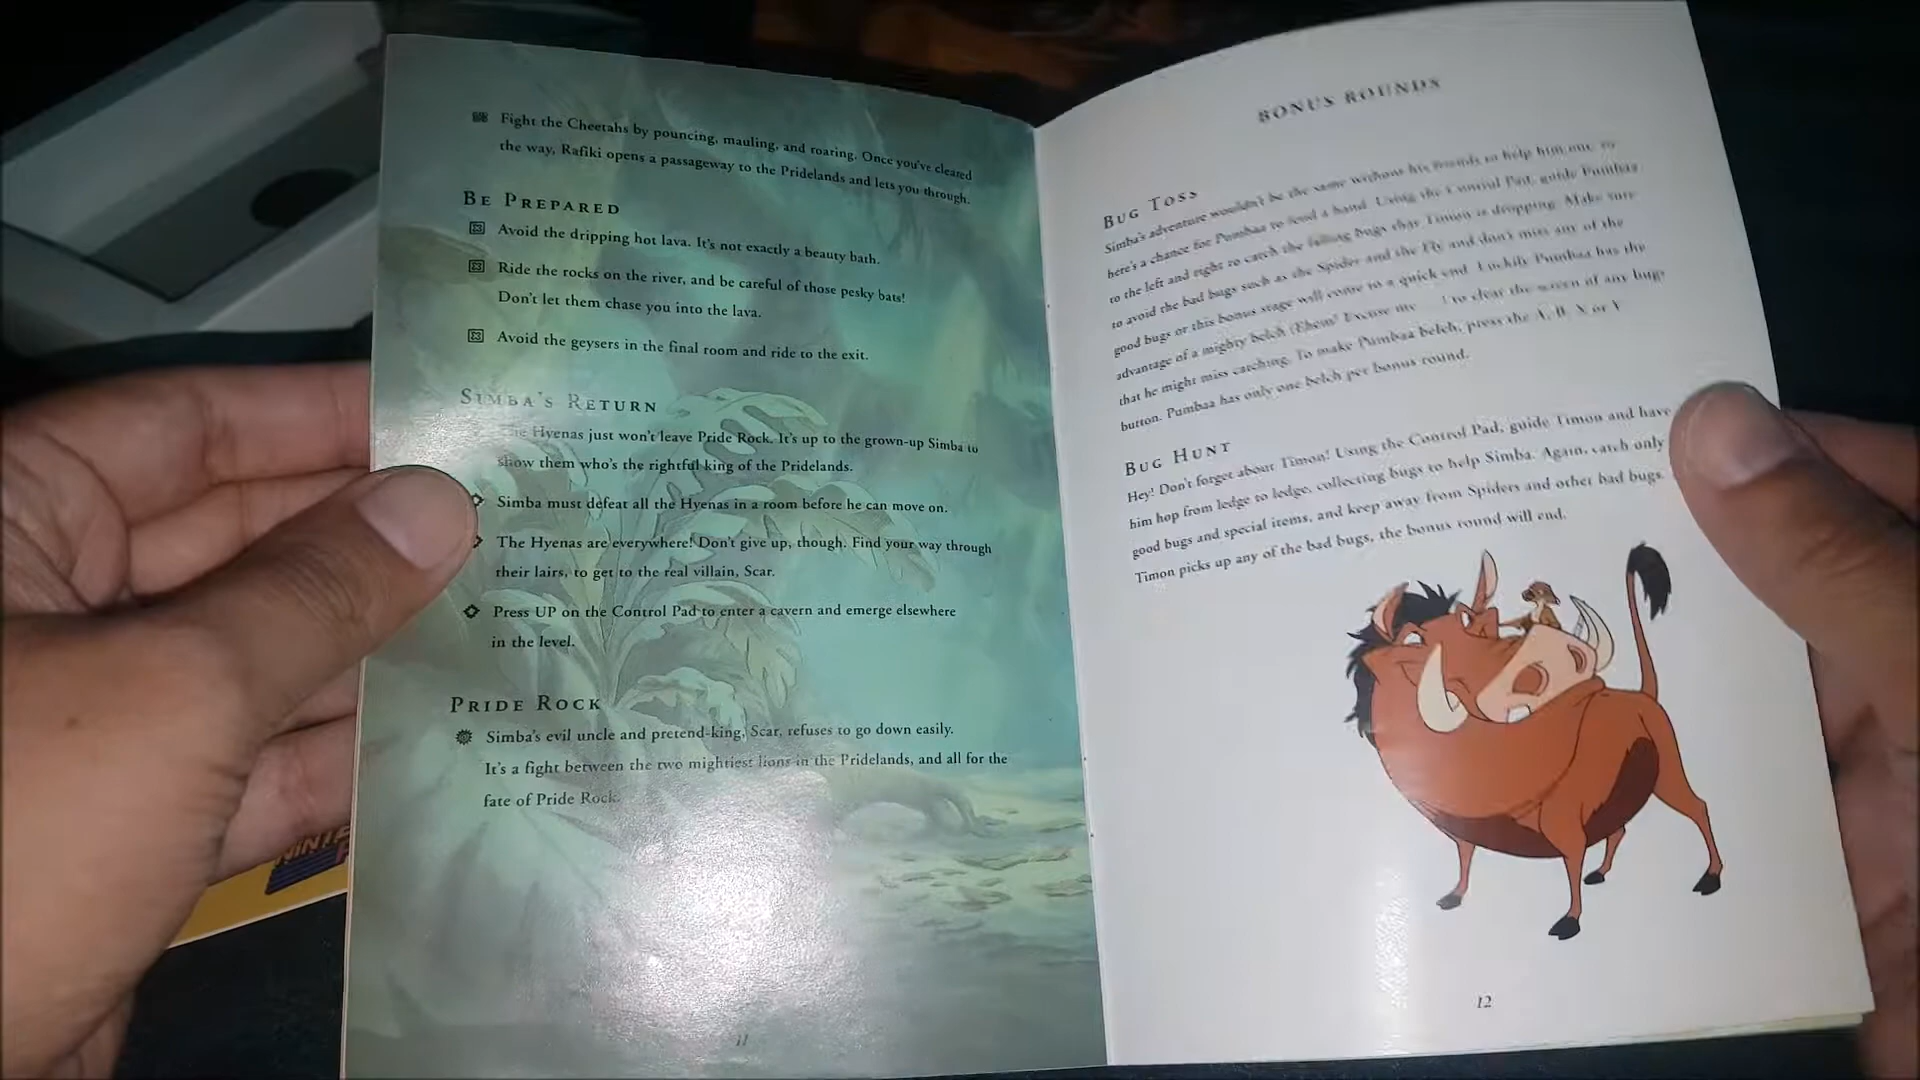 Fight the Cheetahs by pouncing, mauling, and roaring. Once you've cleared
the way, Rafiki opens a passageway to the Pridelands and lets you through.
BE PREPARED
Avoid the dripping hot lava. It's not exactly a beauty bath.
Ride the rocks on the river, and be careful of those pesky bats!
Don't let them chase you into the lava.
Avoid the geysers in the final room and ride to the exit.
SIMBA'S RETURN
The Hyenas just won't leave Pride Rock. It's up to the grown-up Simba to
show them who's the rightful king of the Pridelands.
Simba must defeat all the Hyenas in a room before he can move on.
The Hyenas are everywhere! Don't give up, though. Find your way through
their lairs, to get to the real villain, Scar.
Press UP on the Control Pad to enter a cavern and emerge elsewhere
in the level.
PRIDE ROCK
Simba's evil uncle and pretend-king, Scar, refuses to go down easily.
It's a fight between the two mightiest lions in the Pridelands, and all for the
fate of Pride Rock.
11
BONUS ROUNDS
BUG TOSS
Simba's adventure wouldn't be the same without his friends to help him out, so
here's a chance for Pumbaa to lend a hand. Using the Control Pad, guide Pumbaa
to the left and right to catch the falling bugs that Timon is dropping. Make sure
to avoid the bad bugs such as the Spider and the Fly and don't miss any of the
good bugs or this bonus stage will come to a quick end. Luckily Pumbaa has the
advantage of a mighty belch (Ehem! Excuse me ! to clear the screen of any bugs
that he might miss catching. To make Pumbaa belch, press the A, B, X or Y
button. Pumbaa has only one belch per bonus round.
BUG HUNT
Hey! Don't forget about Timon! Using the Control Pad, guide Timon and have
him hop from ledge to ledge, collecting bugs to help Simba. Again, catch only
good bugs and special items, and keep away from Spiders and other bad bugs.
Timon picks up any of the bad bugs, the bonus round will end.
12